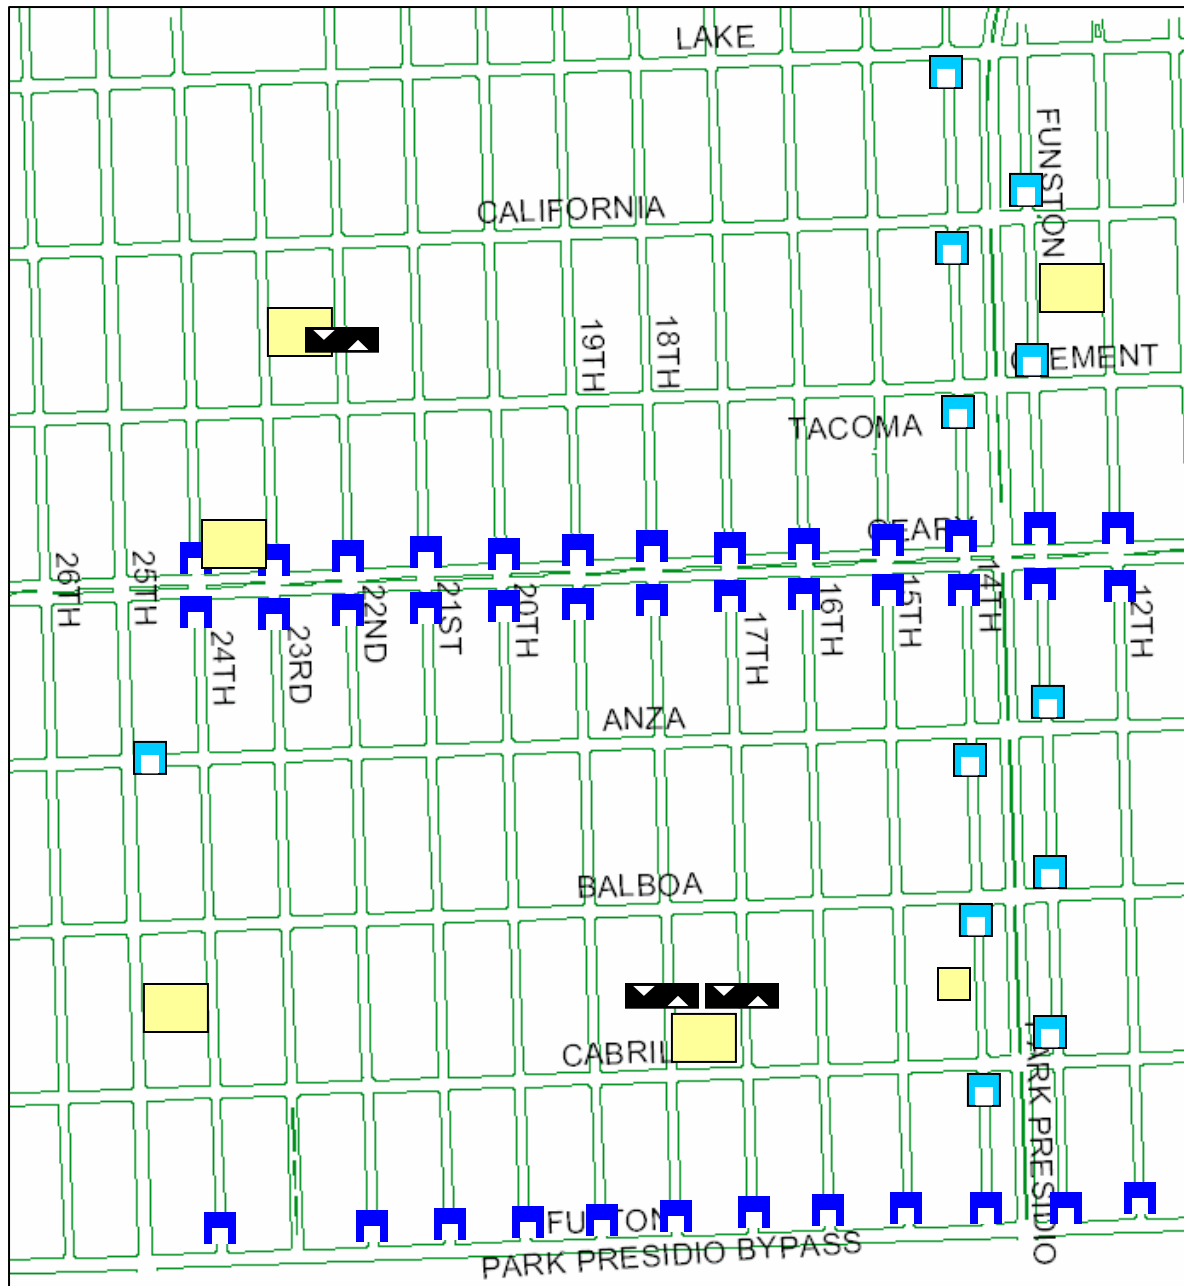 LAKE
FUNSTON
CALIFORNIA
19TH
18TH
CLEMENT
TACOMA
GEARY
26TH
25TH
24TH
23RD
22ND
21ST
20TH
17TH
16TH
15TH
14TH
12TH
ANZA
BALBOA
CABRIL
PARK PRESIDIO
FULTON
PARK PRESIDIO BYPASS